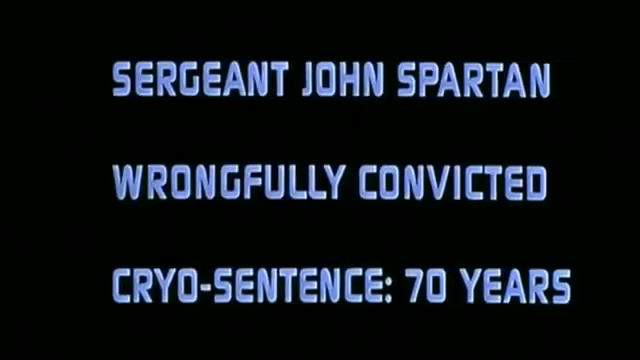 SERGEANT JOHN SPARTAN
WRONGFULLY CONVICTED
CRYO-SENTENCE: 70 YEARS